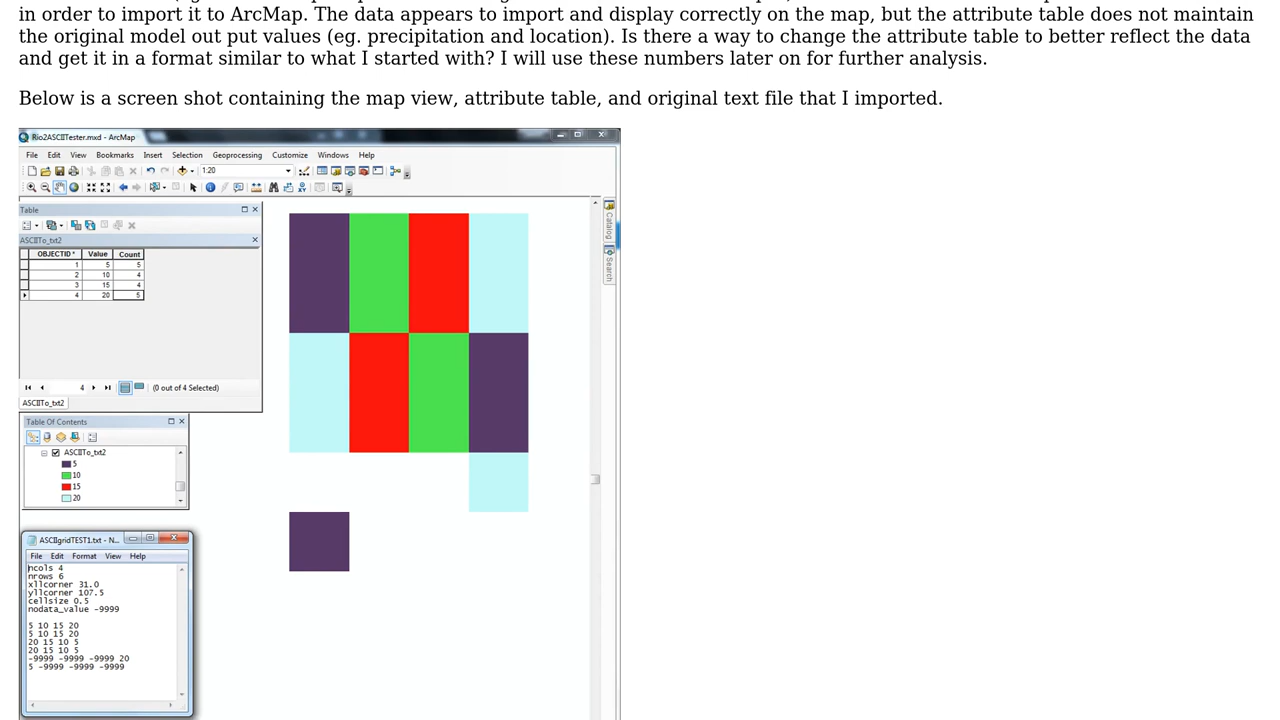 in order to import it to ArcMap. The data appears to import and display correctly on the map, but the attribute table does not maintain
the original model out put values (eg. precipitation and location). Is there a way to change the attribute table to better reflect the data
and get it in a format similar to what I started with? I will use these numbers later on for further analysis.
Below is a screen shot containing the map view, attribute table, and original text file that I imported.
Rio2ASCIITester.mxd - ArcMap
File Edit View Bookmarks Insert Selection Geoprocessing Customize Windows Help
1:20
Table
ASCIITo_txt2
OBJECTID * Value Count
1 5 5
2 10 4
3 15 4
4 20 5
4 (0 out of 4 Selected)
ASCIITo_txt2
Catalog
Search
Table Of Contents
ASCIITo_txt2
5
10
15
20
ASCIIgridTEST1.txt - N...
File Edit Format View Help
ncols 4
nrows 6
xllcorner 31.0
yllcorner 107.5
cellsize 0.5
nodata_value -9999
5 10 15 20
5 10 15 20
20 15 10 5
20 15 10 5
-9999 -9999 -9999 20
5 -9999 -9999 -9999